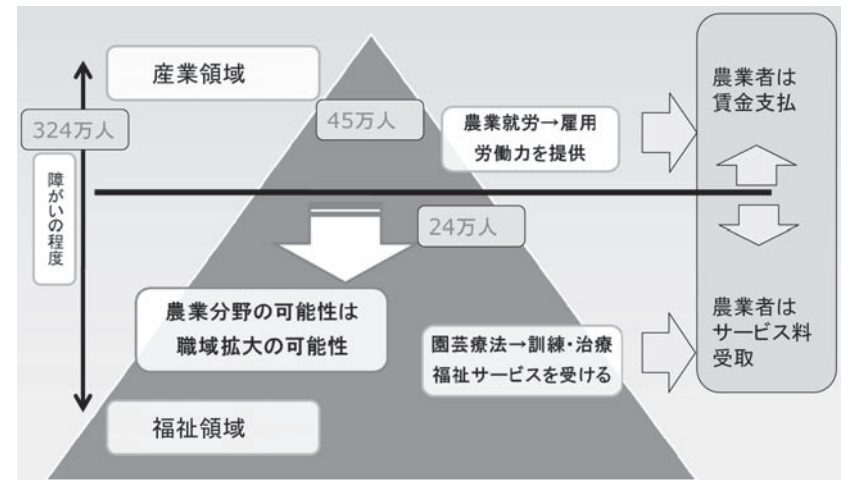 産業領域
324万人
障がいの程度
45万人
農業就労→雇用
労働力を提供
農業者は
賃金支払
24万人
農業分野の可能性は
職域拡大の可能性
園芸療法→訓練・治療
福祉サービスを受ける
農業者は
サービス料
受取
福祉領域